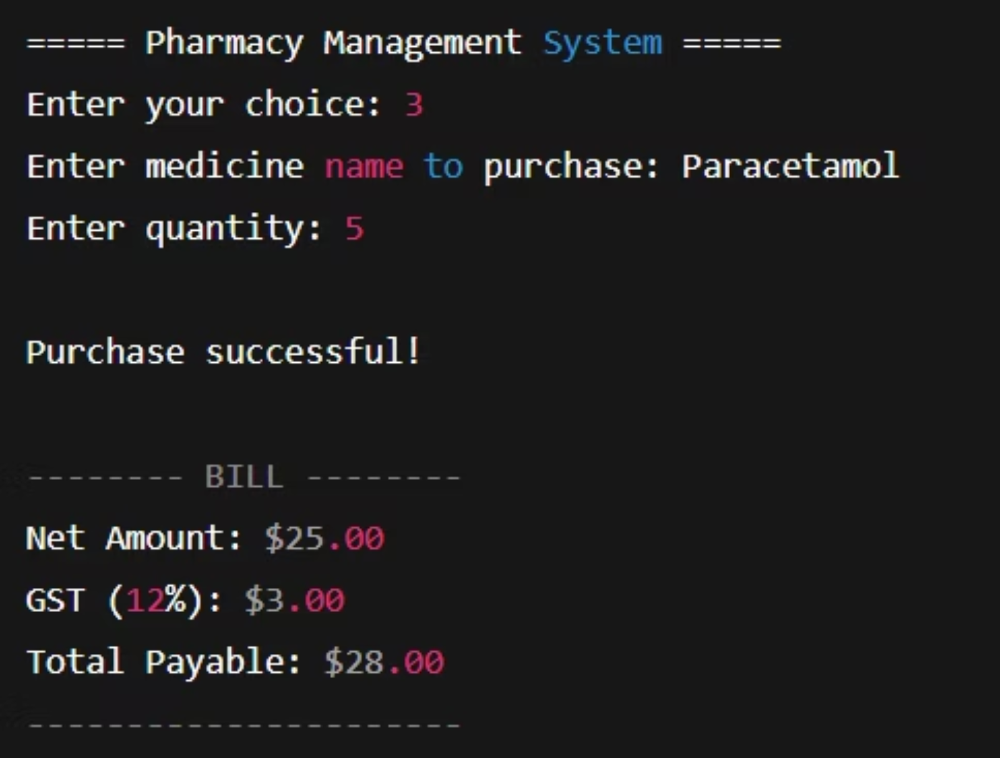 ===== Pharmacy Management System =====
Enter your choice: 3
Enter medicine name to purchase: Paracetamol
Enter quantity: 5
Purchase successful!
-------- BILL --------
Net Amount: $25.00
GST (12%): $3.00
Total Payable: $28.00
----------------------